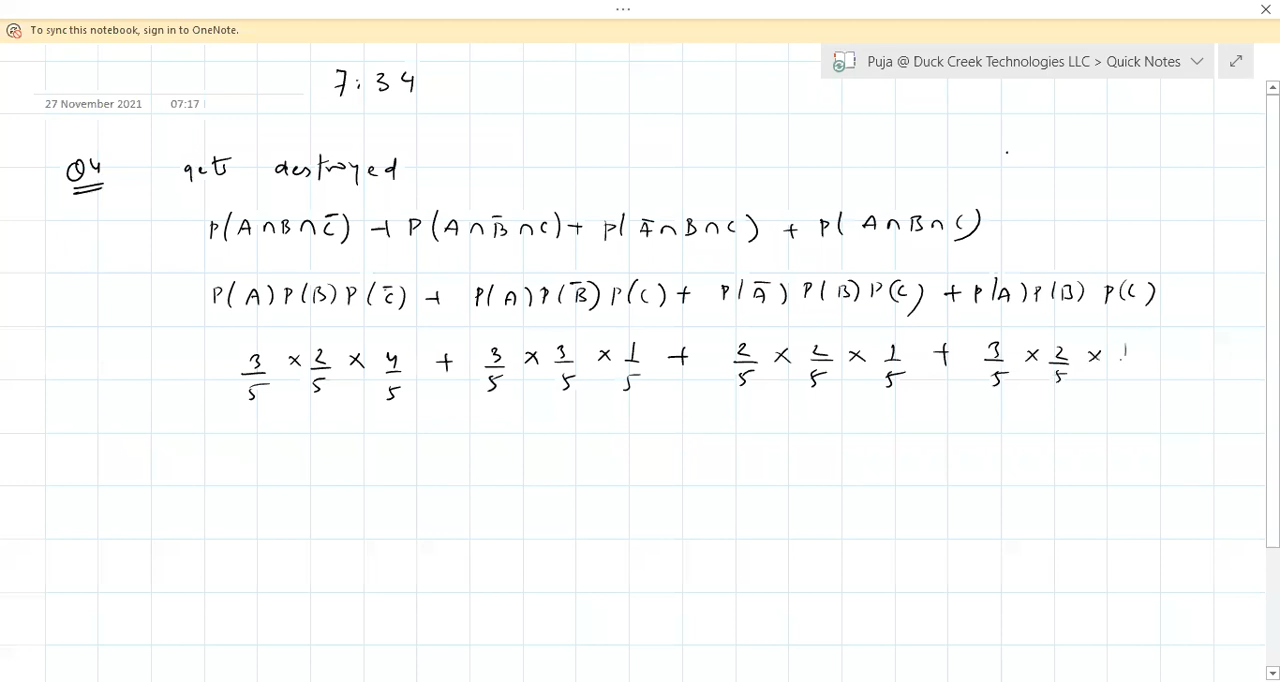 ...
To sync this notebook, sign in to OneNote.
Puja @ Duck Creek Technologies LLC > Quick Notes
7:34
27 November 2021 07:17
Q4 gets destroyed
P(A∩B∩C̄) + P(A∩B̄∩C) + P(Ā∩B∩C) + P(A∩B∩C)
P(A)P(B)P(C̄) + P(A)P(B̄)P(C) + P(Ā)P(B)P(C) + P(A)P(B)P(C)
3/5 × 2/5 × 4/5 + 3/5 × 3/5 × 1/5 + 2/5 × 2/5 × 1/5 + 3/5 × 2/5 ×